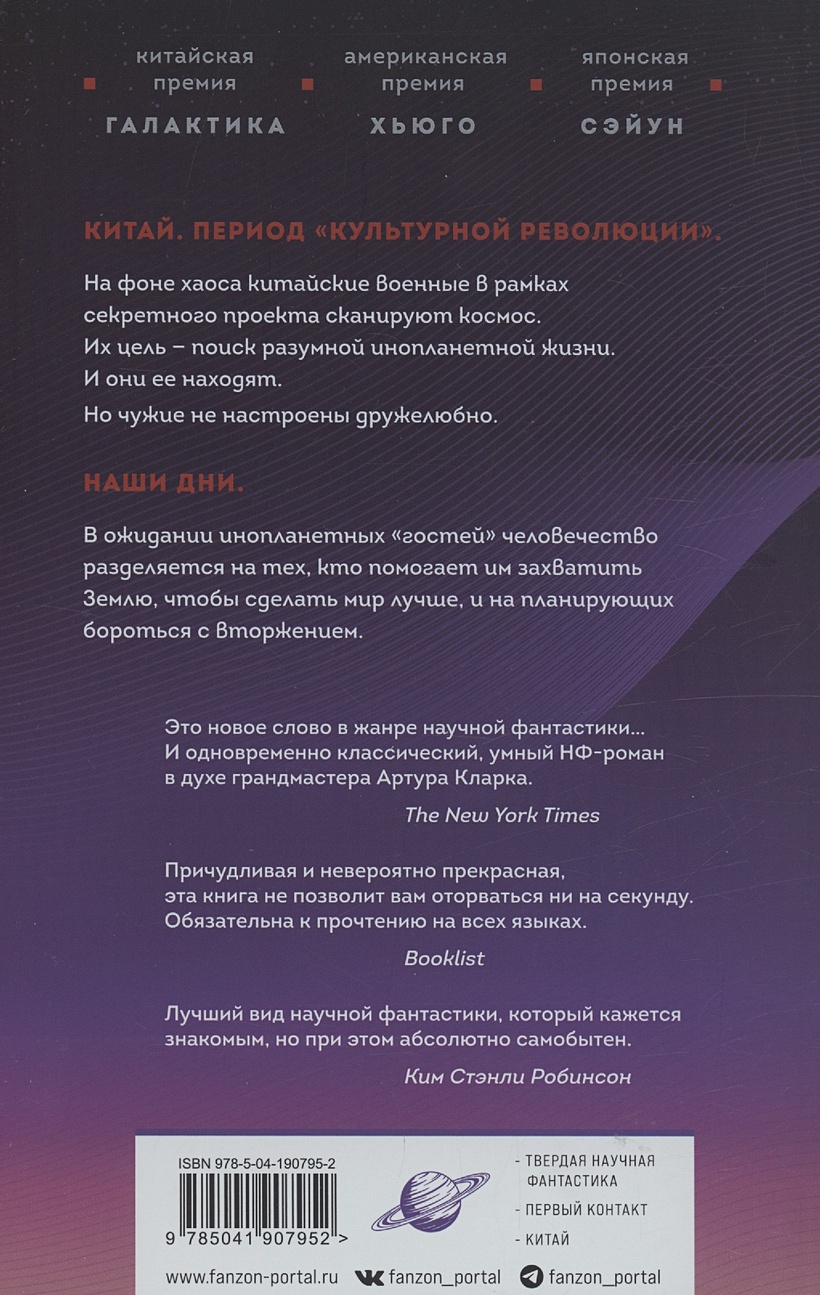 китайская премия
ГАЛАКТИКА
американская премия
ХЬЮГО
японская премия
СЭЙУН
КИТАЙ. ПЕРИОД «КУЛЬТУРНОЙ РЕВОЛЮЦИИ».
На фоне хаоса китайские военные в рамках
секретного проекта сканируют космос.
Их цель – поиск разумной инопланетной жизни.
И они ее находят.
Но чужие не настроены дружелюбно.
НАШИ ДНИ.
В ожидании инопланетных «гостей» человечество
разделяется на тех, кто помогает им захватить
Землю, чтобы сделать мир лучше, и на планирующих
бороться с вторжением.
Это новое слово в жанре научной фантастики...
И одновременно классический, умный НФ-роман
в духе грандмастера Артура Кларка.
The New York Times
Причудливая и невероятно прекрасная,
эта книга не позволит вам оторваться ни на секунду.
Обязательна к прочтению на всех языках.
Booklist
Лучший вид научной фантастики, который кажется
знакомым, но при этом абсолютно самобытен.
Ким Стэнли Робинсон
ISBN 978-5-04-190795-2
9 785041 907952 >
- ТВЕРДАЯ НАУЧНАЯ
ФАНТАСТИКА
- ПЕРВЫЙ КОНТАКТ
- КИТАЙ
www.fanzon-portal.ru
fanzon_portal
fanzon_portal